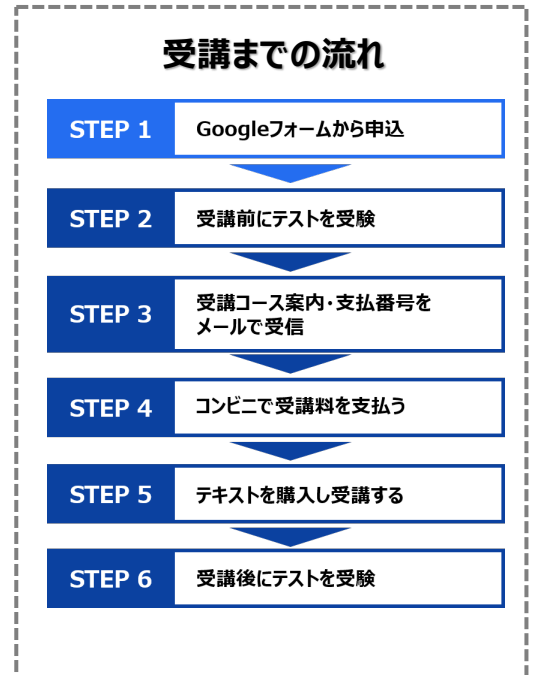 受講までの流れ
STEP 1
Googleフォームから申込
STEP 2
受講前にテストを受験
STEP 3
受講コース案内・支払番号を
メールで受信
STEP 4
コンビニで受講料を支払う
STEP 5
テキストを購入し受講する
STEP 6
受講後にテストを受験